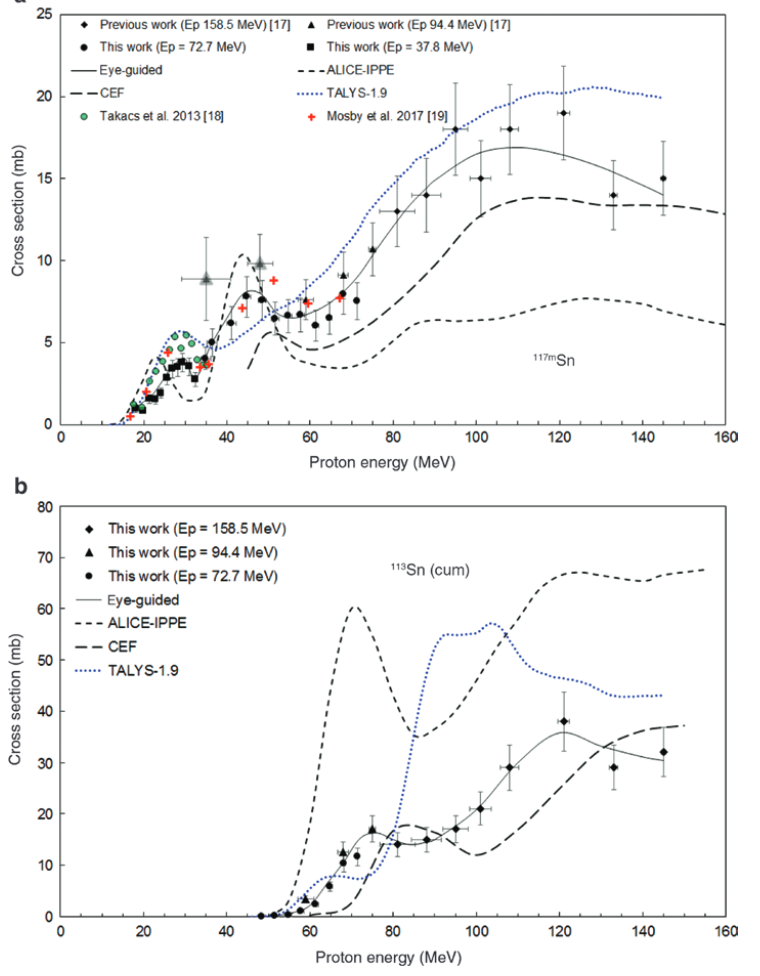 a
25
Previous work (Ep 158.5 MeV) [17] Previous work (Ep 94.4 MeV) [17]
This work (Ep = 72.7 MeV) This work (Ep = 37.8 MeV)
Eye-guided ALICE-IPPE
CEF TALYS-1.9
Takacs et al. 2013 [18] Mosby et al. 2017 [19]
20
15
10
5
0
Cross section (mb)
117mSn
0 20 40 60 80 100 120 140 160
Proton energy (MeV)
b
80
This work (Ep = 158.5 MeV)
This work (Ep = 94.4 MeV)
This work (Ep = 72.7 MeV)
Eye-guided
ALICE-IPPE
CEF
TALYS-1.9
113Sn (cum)
70
60
50
40
30
20
10
0
Cross section (mb)
0 20 40 60 80 100 120 140 160
Proton energy (MeV)